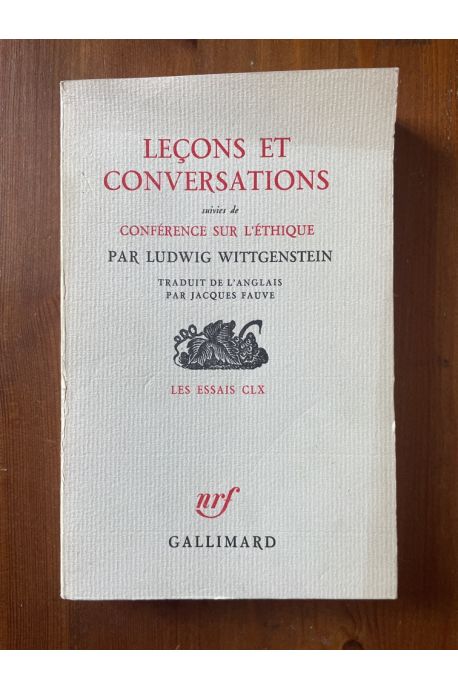 LEÇONS ET
CONVERSATIONS
suivies de
CONFÉRENCE SUR L'ÉTHIQUE
PAR LUDWIG WITTGENSTEIN
TRADUIT DE L'ANGLAIS
PAR JACQUES FAUVE
LES ESSAIS CLX
nrf
GALLIMARD